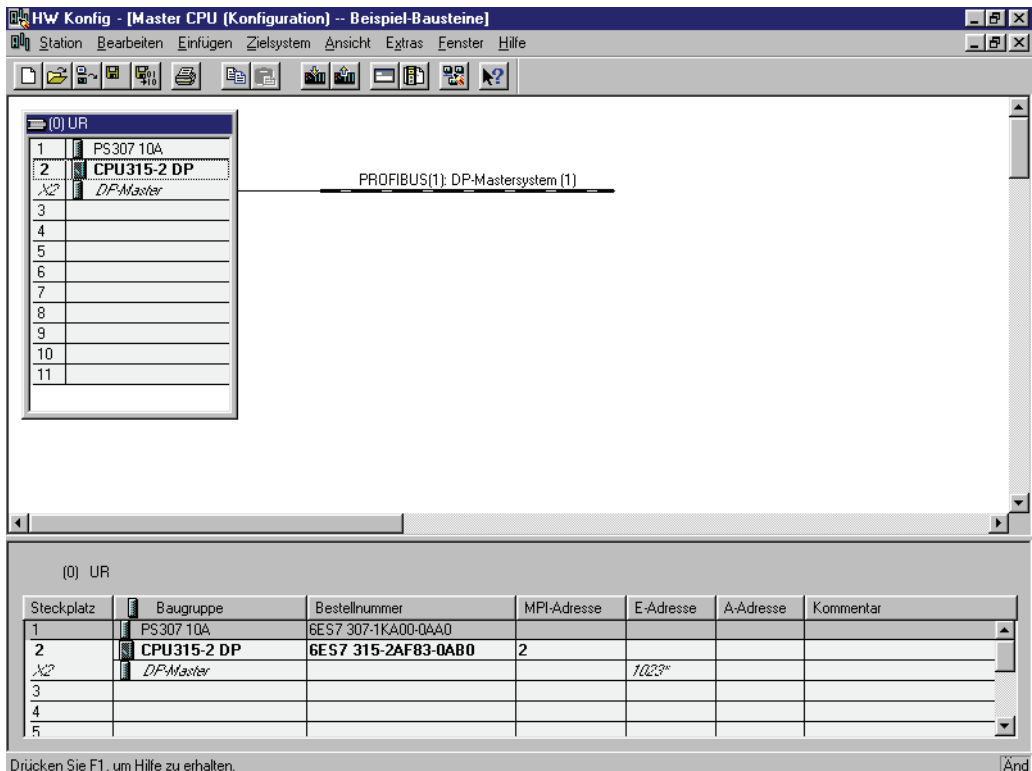 HW Konfig - [Master CPU (Konfiguration) -- Beispiel-Bausteine]
Station Bearbeiten Einfügen Zielsystem Ansicht Extras Fenster Hilfe
(0) UR
1 PS307 10A
2 CPU315-2 DP
X2 DP-Master
3
4
5
6
7
8
9
10
11
PROFIBUS(1): DP-Mastersystem (1)
(0) UR
Steckplatz Baugruppe Bestellnummer MPI-Adresse E-Adresse A-Adresse Kommentar
1 PS307 10A 6ES7 307-1KA00-0AA0
2 CPU315-2 DP 6ES7 315-2AF83-0AB0 2
X2 DP-Master 1023*
3
4
5
Drücken Sie F1, um Hilfe zu erhalten. Änd